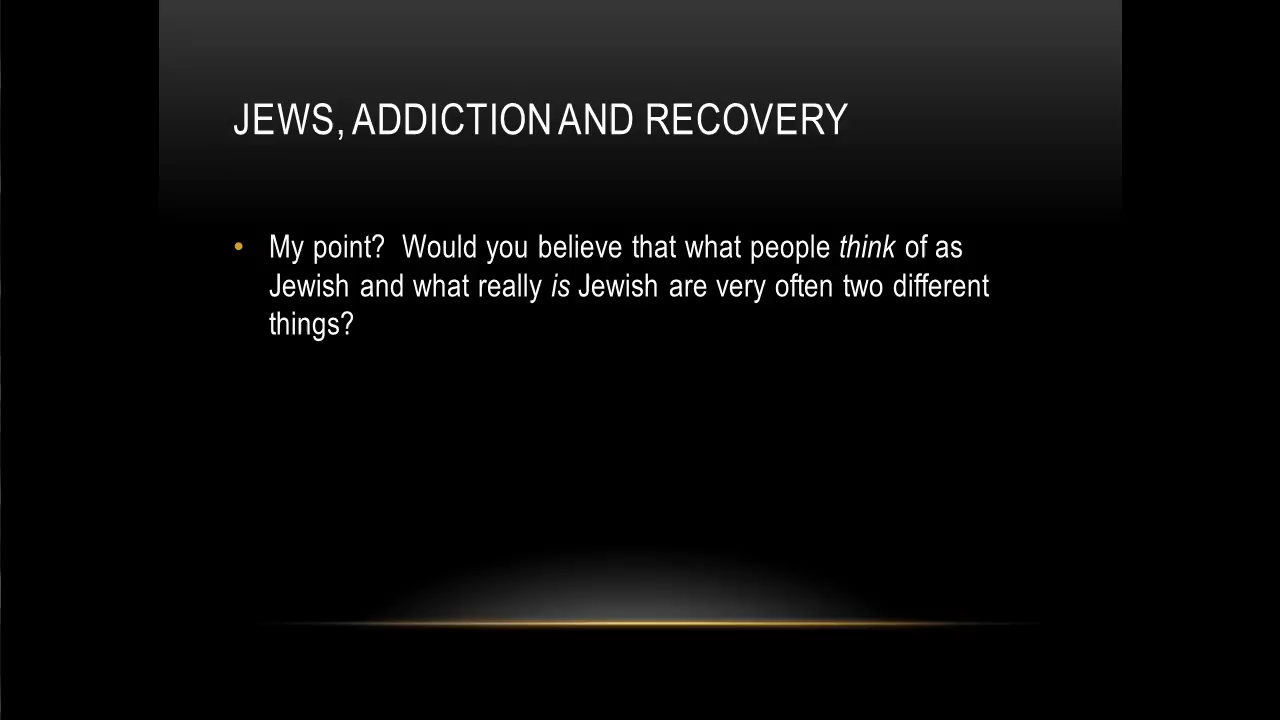 JEWS, ADDICTION AND RECOVERY
• My point? Would you believe that what people think of as
Jewish and what really is Jewish are very often two different
things?